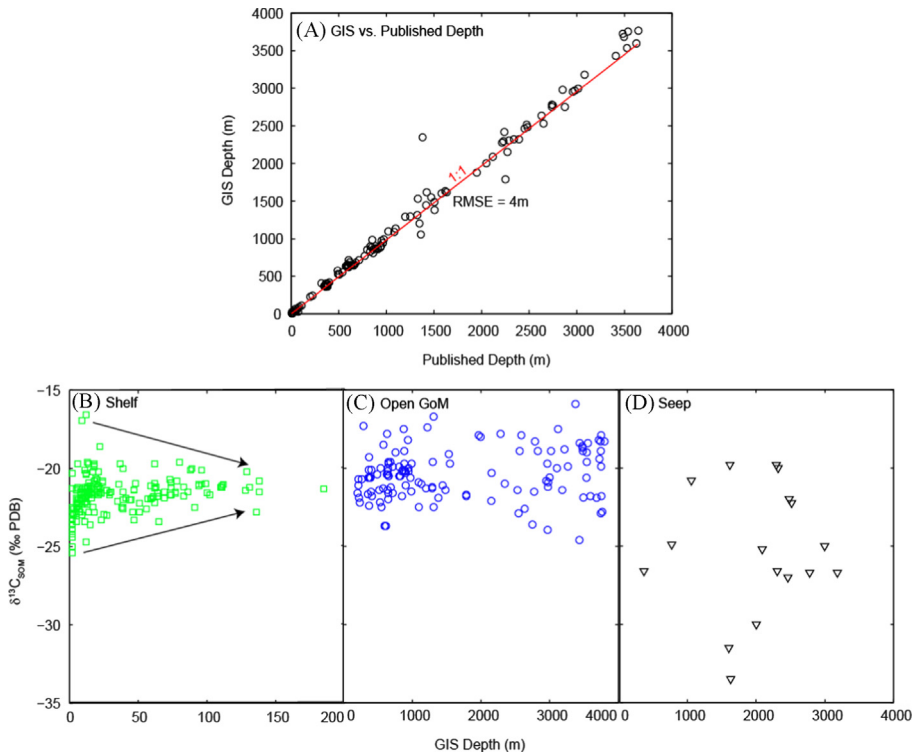 (A) GIS vs. Published Depth
4000
3500
3000
2500
2000
1500
1000
500
0
GIS Depth (m)
1:1
RMSE = 4m
0 500 1000 1500 2000 2500 3000 3500 4000
Published Depth (m)
(B) Shelf
(C) Open GoM
(D) Seep
−15
−20
−25
−30
−35
δ¹³C_SOM (‰ PDB)
0 50 100 150 200
0 1000 2000 3000 4000
0 1000 2000 3000 4000
GIS Depth (m)